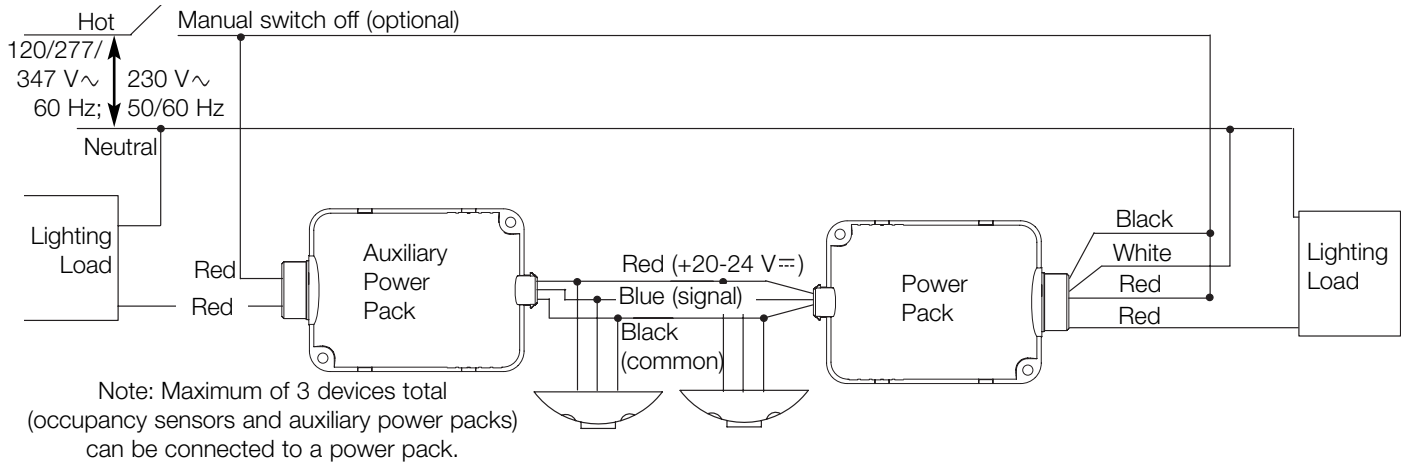 Hot
Manual switch off (optional)
120/277/
347 V∿
60 Hz;
230 V∿
50/60 Hz
Neutral
Lighting
Load
Red
Red
Auxiliary
Power
Pack
Red (+20-24 V⎓)
Blue (signal)
Black
(common)
Power
Pack
Black
White
Red
Red
Lighting
Load
Note: Maximum of 3 devices total
(occupancy sensors and auxiliary power packs)
can be connected to a power pack.